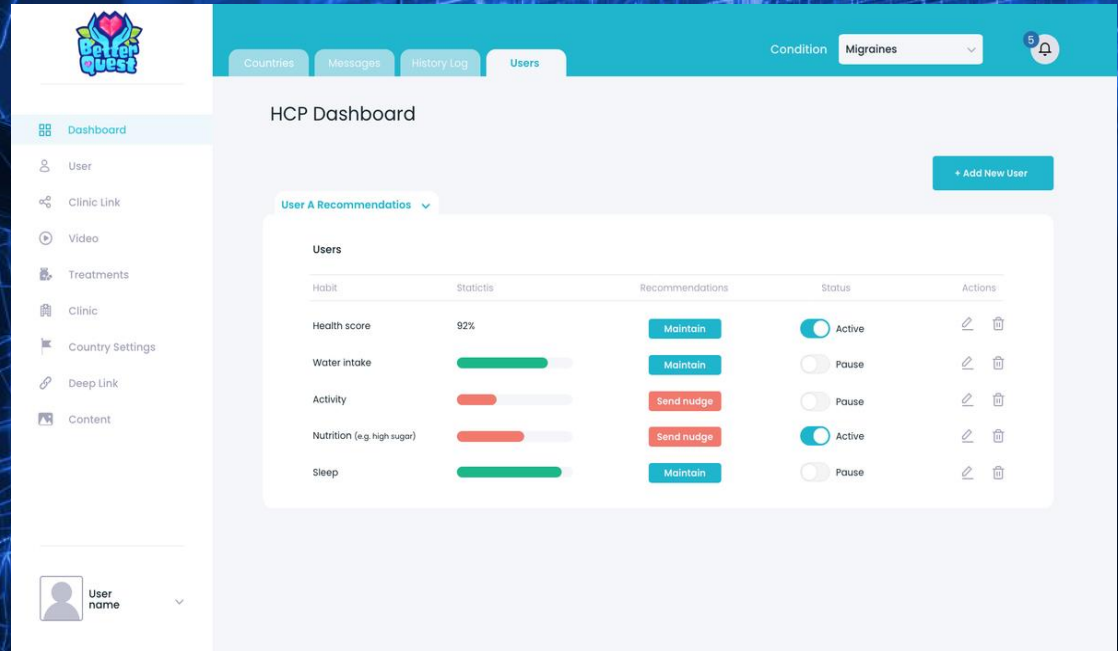 Better
Quest
Countries
Messages
History Log
Users
Condition
Migraines
5
Dashboard
User
Clinic Link
Video
Treatments
Clinic
Country Settings
Deep Link
Content
User
name
HCP Dashboard
+ Add New User
User A Recommendatios
Users
Habit Statictis Recommendations Status Actions
Health score 92% Maintain Active
Water intake Maintain Pause
Activity Send nudge Pause
Nutrition (e.g. high sugar) Send nudge Active
Sleep Maintain Pause